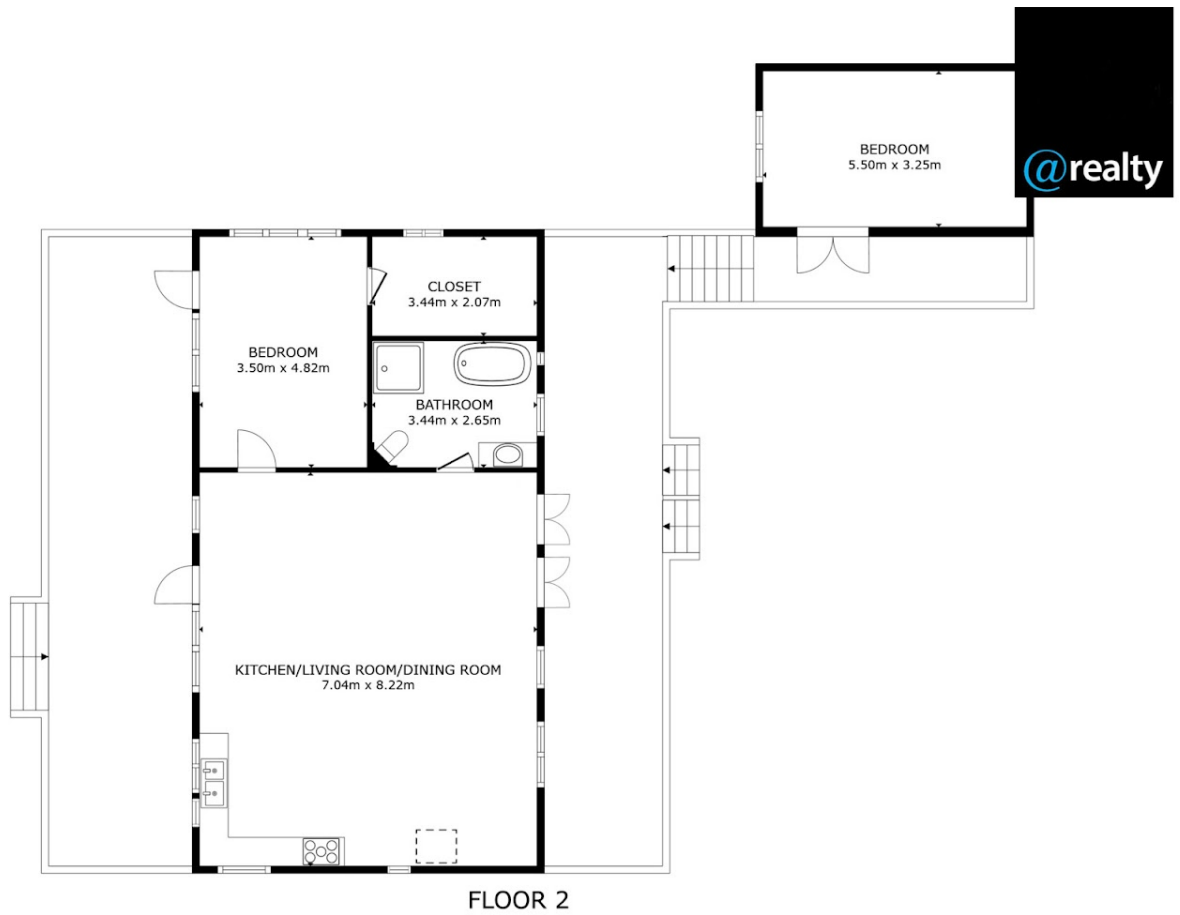 BEDROOM
5.50m x 3.25m
@realty
CLOSET
3.44m x 2.07m
BEDROOM
3.50m x 4.82m
BATHROOM
3.44m x 2.65m
KITCHEN/LIVING ROOM/DINING ROOM
7.04m x 8.22m
FLOOR 2